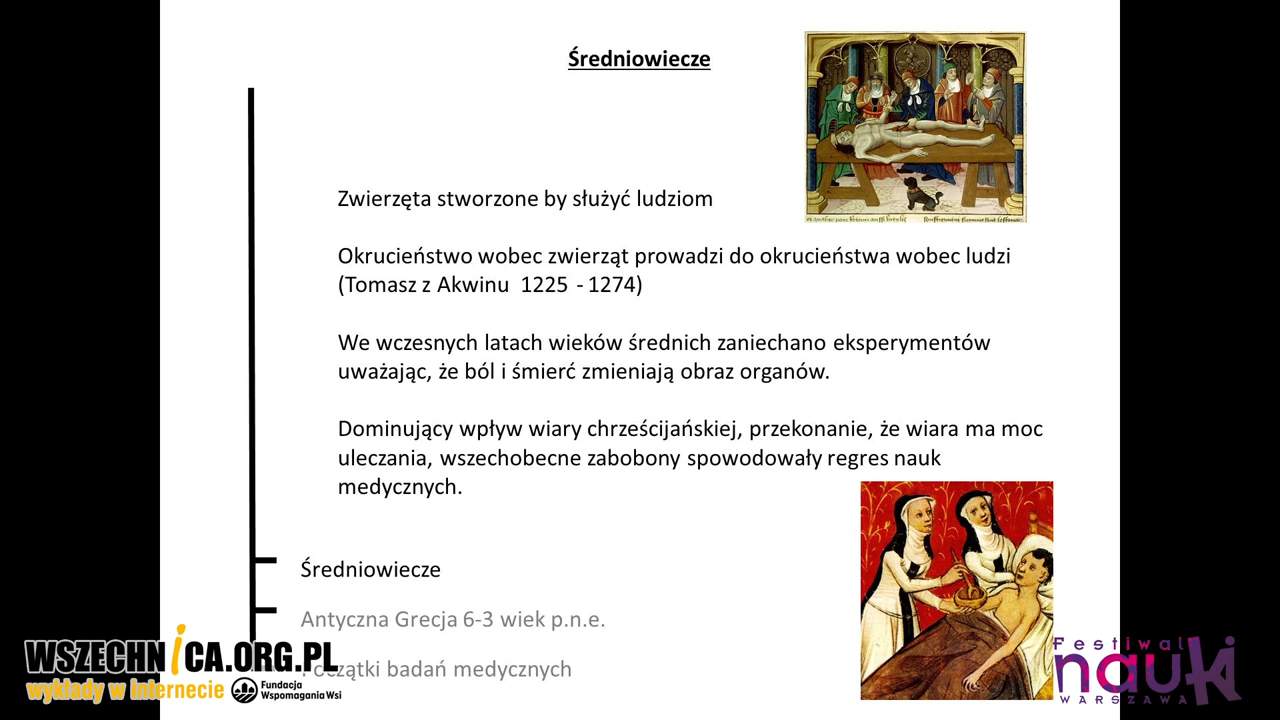 Średniowiecze
Zwierzęta stworzone by służyć ludziom
Okrucieństwo wobec zwierząt prowadzi do okrucieństwa wobec ludzi
(Tomasz z Akwinu 1225 - 1274)
We wczesnych latach wieków średnich zaniechano eksperymentów
uważając, że ból i śmierć zmieniają obraz organów.
Dominujący wpływ wiary chrześcijańskiej, przekonanie, że wiara ma moc
uleczania, wszechobecne zabobony spowodowały regres nauk
medycznych.
Średniowiecze
Antyczna Grecja 6-3 wiek p.n.e.
Początki badań medycznych
WSZECHNICA.ORG.PL
wykłady w internecie
Fundacja
Wspomagania Wsi
Festiwal
nauki
WARSZAWA